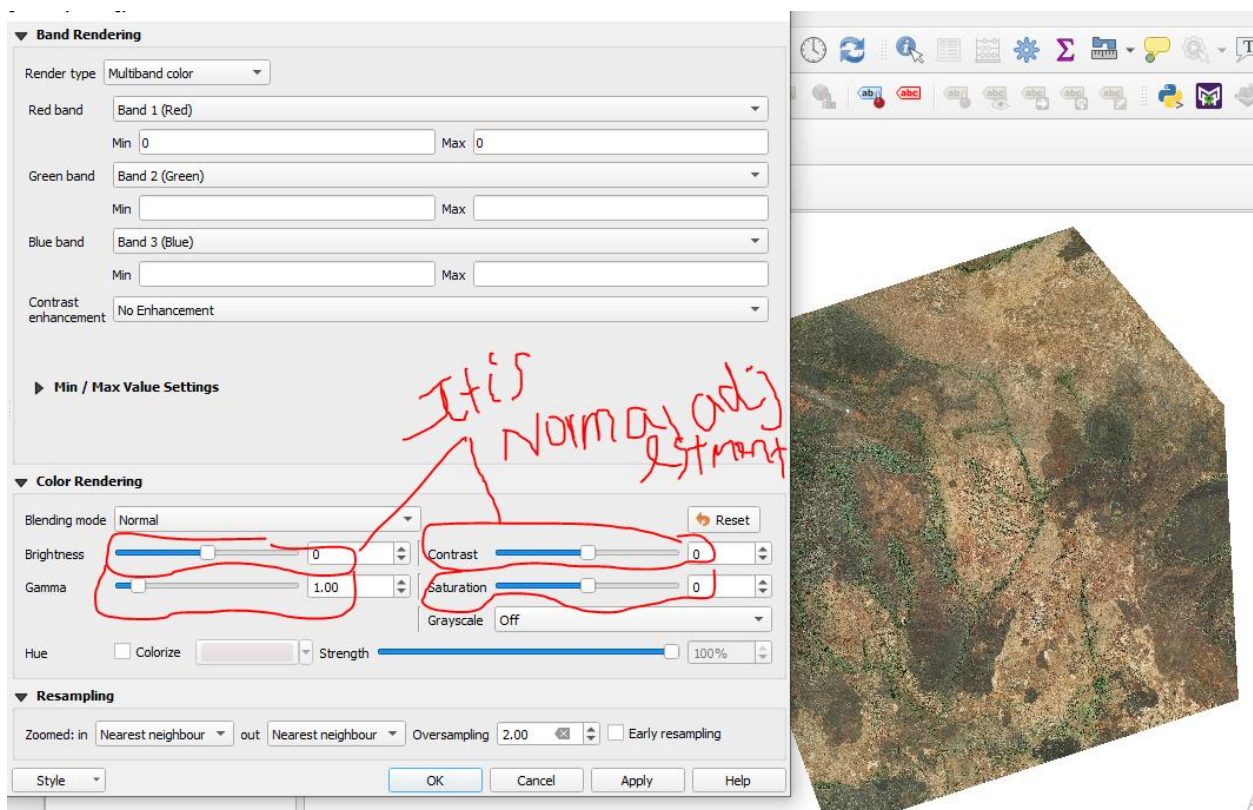 Band Rendering
Render type Multiband color
Red band Band 1 (Red)
Min 0 Max 0
Green band Band 2 (Green)
Min Max
Blue band Band 3 (Blue)
Min Max
Contrast
enhancement No Enhancement
Min / Max Value Settings
It is
Normal adj
estment
Color Rendering
Blending mode Normal Reset
Brightness 0 Contrast 0
Gamma 1.00 Saturation 0
Grayscale Off
Hue Colorize Strength 100%
Resampling
Zoomed: in Nearest neighbour out Nearest neighbour Oversampling 2.00 Early resampling
Style OK Cancel Apply Help
ab abc